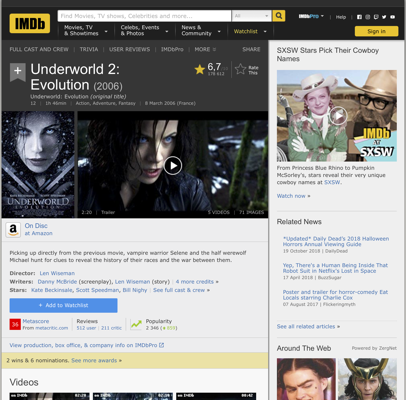 IMDb
Find Movies, TV shows, Celebrities and more...
All
IMDbPro
Help
Movies, TV
& Showtimes
Celebs, Events
& Photos
News &
Community
Watchlist
Sign in
FULL CAST AND CREW | TRIVIA | USER REVIEWS | IMDbPro | MORE
SHARE
Underworld 2:
Evolution (2006)
6,7
Rate
This
Underworld: Evolution (original title)
12 | 1h 46min | Action, Adventure, Fantasy | 8 March 2006 (France)
UNDERWORLD
EVOLUTION
2:20 | Trailer
5 VIDEOS | 71 IMAGES
a
On Disc
at Amazon
Picking up directly from the previous movie, vampire warrior Selene and the half werewolf
Michael hunt for clues to reveal the history of their races and the war between them.
Director: Len Wiseman
Writers: Danny McBride (screenplay), Len Wiseman (story) | 4 more credits »
Stars: Kate Beckinsale, Scott Speedman, Bill Nighy | See full cast & crew »
+ Add to Watchlist
36
Metascore
From metacritic.com
Reviews
512 user | 211 critic
Popularity
2 346
View production, box office, & company info on IMDbPro
2 wins & 6 nominations. See more awards »
Videos
SXSW Stars Pick Their Cowboy
Names
IMDb
AT
SXSW
From Princess Blue Rhino to Pumpkin
McSorley's, stars reveal their very unique
cowboy names at SXSW.
Watch now »
Related News
*Updated* Daily Dead's 2018 Halloween
Horrors Annual Viewing Guide
19 October 2018 | DailyDead
Yep, There's a Human Being Inside That
Robot Suit in Netflix's Lost in Space
17 April 2018 | BuzzSugar
Poster and trailer for horror-comedy Eat
Locals starring Charlie Cox
07 August 2017 | Flickeringmyth
See all related articles »
Around The Web
Powered by ZergNet